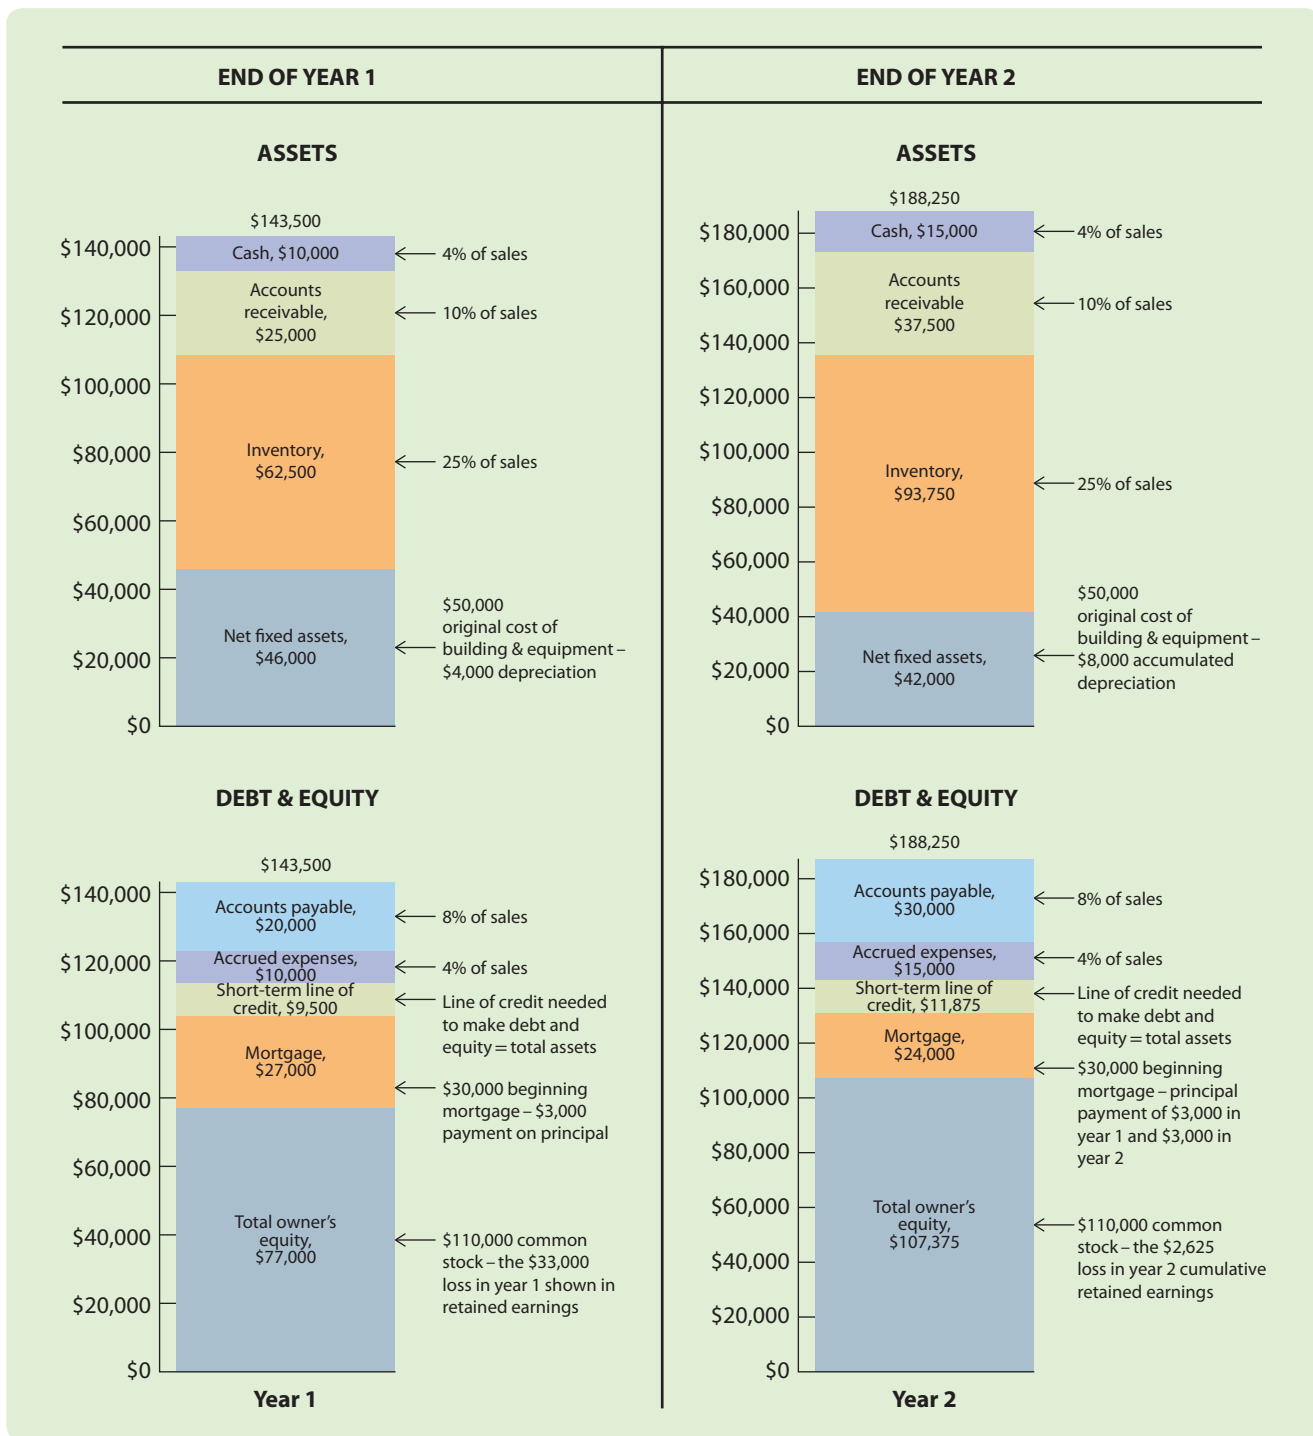 END OF YEAR 1
ASSETS
$143,500
$140,000
$120,000
$100,000
$80,000
$60,000
$40,000
$20,000
$0
Cash, $10,000
Accounts
receivable,
$25,000
Inventory,
$62,500
Net fixed assets,
$46,000
4% of sales
10% of sales
25% of sales
$50,000
original cost of
building & equipment –
$4,000 depreciation
DEBT & EQUITY
$143,500
$140,000
$120,000
$100,000
$80,000
$60,000
$40,000
$20,000
$0
Accounts payable,
$20,000
Accrued expenses,
$10,000
Short-term line of
credit, $9,500
Mortgage,
$27,000
Total owner's
equity,
$77,000
8% of sales
4% of sales
Line of credit needed
to make debt and
equity = total assets
$30,000 beginning
mortgage – $3,000
payment on principal
$110,000 common
stock – the $33,000
loss in year 1 shown in
retained earnings
Year 1
END OF YEAR 2
ASSETS
$188,250
$180,000
$160,000
$140,000
$120,000
$100,000
$80,000
$60,000
$40,000
$20,000
$0
Cash, $15,000
Accounts
receivable
$37,500
Inventory,
$93,750
Net fixed assets,
$42,000
4% of sales
10% of sales
25% of sales
$50,000
original cost of
building & equipment –
$8,000 accumulated
depreciation
DEBT & EQUITY
$188,250
$180,000
$160,000
$140,000
$120,000
$100,000
$80,000
$60,000
$40,000
$20,000
$0
Accounts payable,
$30,000
Accrued expenses,
$15,000
Short-term line of
credit, $11,875
Mortgage,
$24,000
Total owner's
equity,
$107,375
8% of sales
4% of sales
Line of credit needed
to make debt and
equity = total assets
$30,000 beginning
mortgage – principal
payment of $3,000 in
year 1 and $3,000 in
year 2
$110,000 common
stock – the $2,625
loss in year 2 cumulative
retained earnings
Year 2